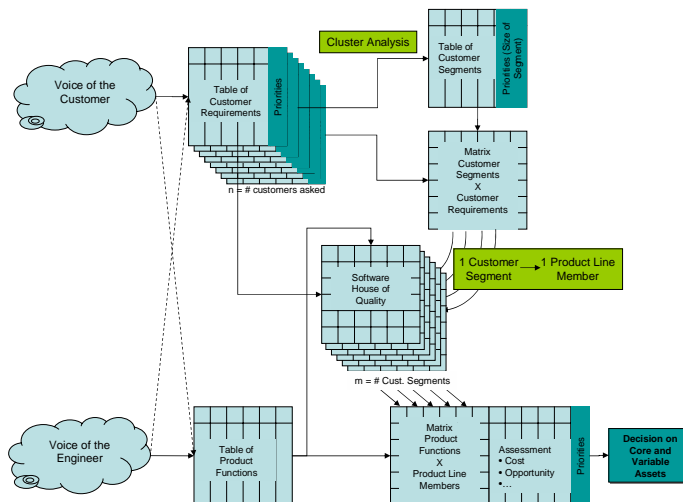 Cluster Analysis
Table of
Customer
Segments
Priorities (Size of
Segment)
Voice of the
Customer
Table of
Customer
Requirements
Priorities
n = # customers asked
Matrix
Customer
Segments
X
Customer
Requirements
Software
House of
Quality
1 Customer
Segment
1 Product Line
Member
m = # Cust. Segments
Voice of the
Engineer
Table of
Product
Functions
Matrix
Product
Functions
X
Product Line
Members
Assessment
• Cost
• Opportunity
•…
Priorities
Decision on
Core and
Variable
Assets